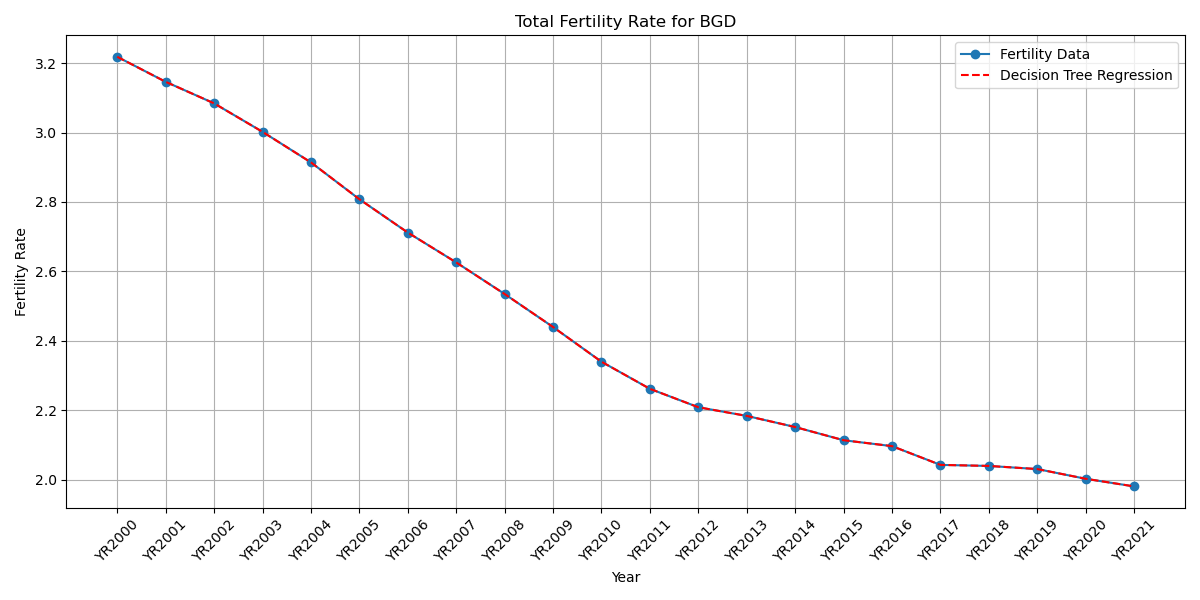 Total Fertility Rate for BGD
Fertility Data
Decision Tree Regression
Fertility Rate
3.2
3.0
2.8
2.6
2.4
2.2
2.0
YR2000
YR2001
YR2002
YR2003
YR2004
YR2005
YR2006
YR2007
YR2008
YR2009
YR2010
YR2011
YR2012
YR2013
YR2014
YR2015
YR2016
YR2017
YR2018
YR2019
YR2020
YR2021
Year